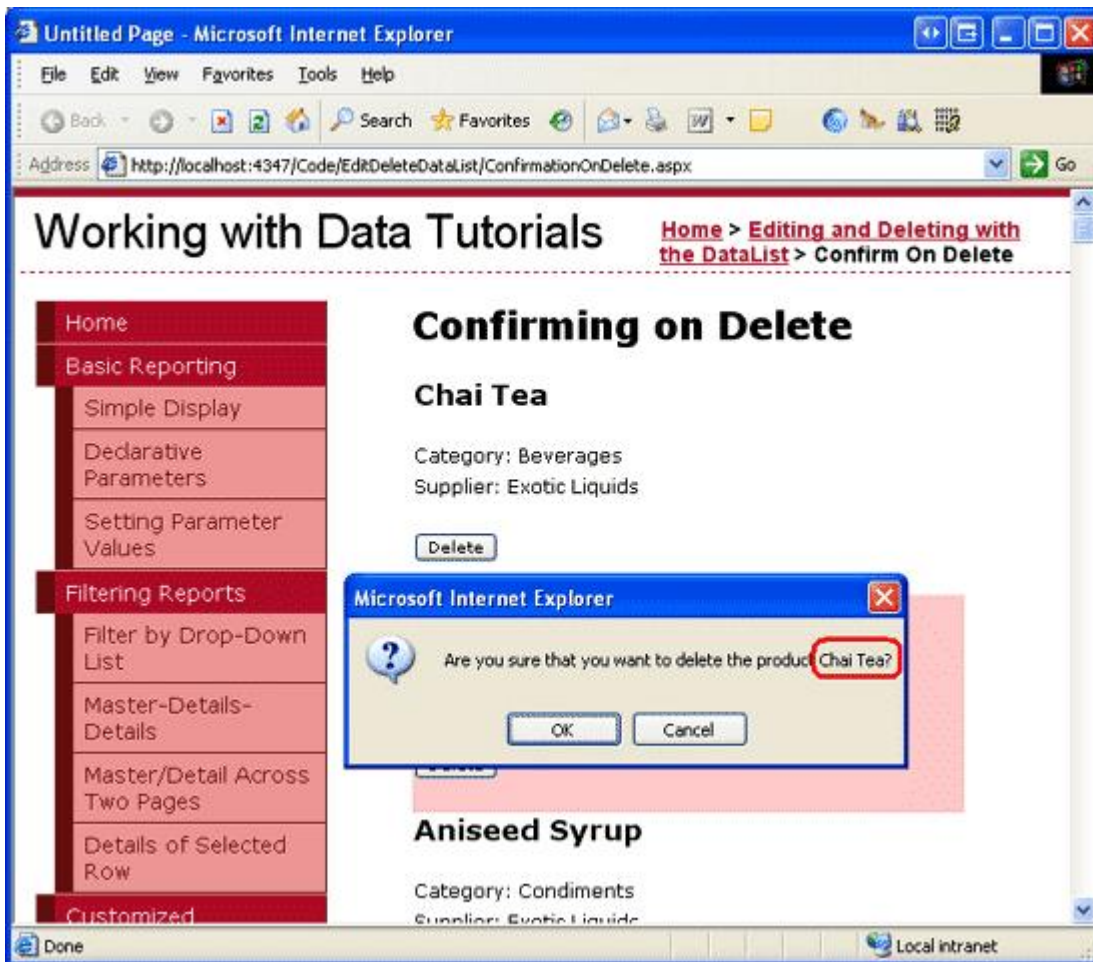 Untitled Page - Microsoft Internet Explorer
File Edit View Favorites Tools Help
Back Search Favorites
Address http://localhost:4347/Code/EditDeleteDataList/ConfirmationOnDelete.aspx Go
Working with Data Tutorials
Home > Editing and Deleting with
the DataList > Confirm On Delete
Home
Basic Reporting
Simple Display
Declarative
Parameters
Setting Parameter
Values
Filtering Reports
Filter by Drop-Down
List
Master-Details-
Details
Master/Detail Across
Two Pages
Details of Selected
Row
Customized
Confirming on Delete
Chai Tea
Category: Beverages
Supplier: Exotic Liquids
Delete
Microsoft Internet Explorer
Are you sure that you want to delete the product Chai Tea?
OK Cancel
Delete
Aniseed Syrup
Category: Condiments
Supplier: Exotic Liquids
Done Local intranet